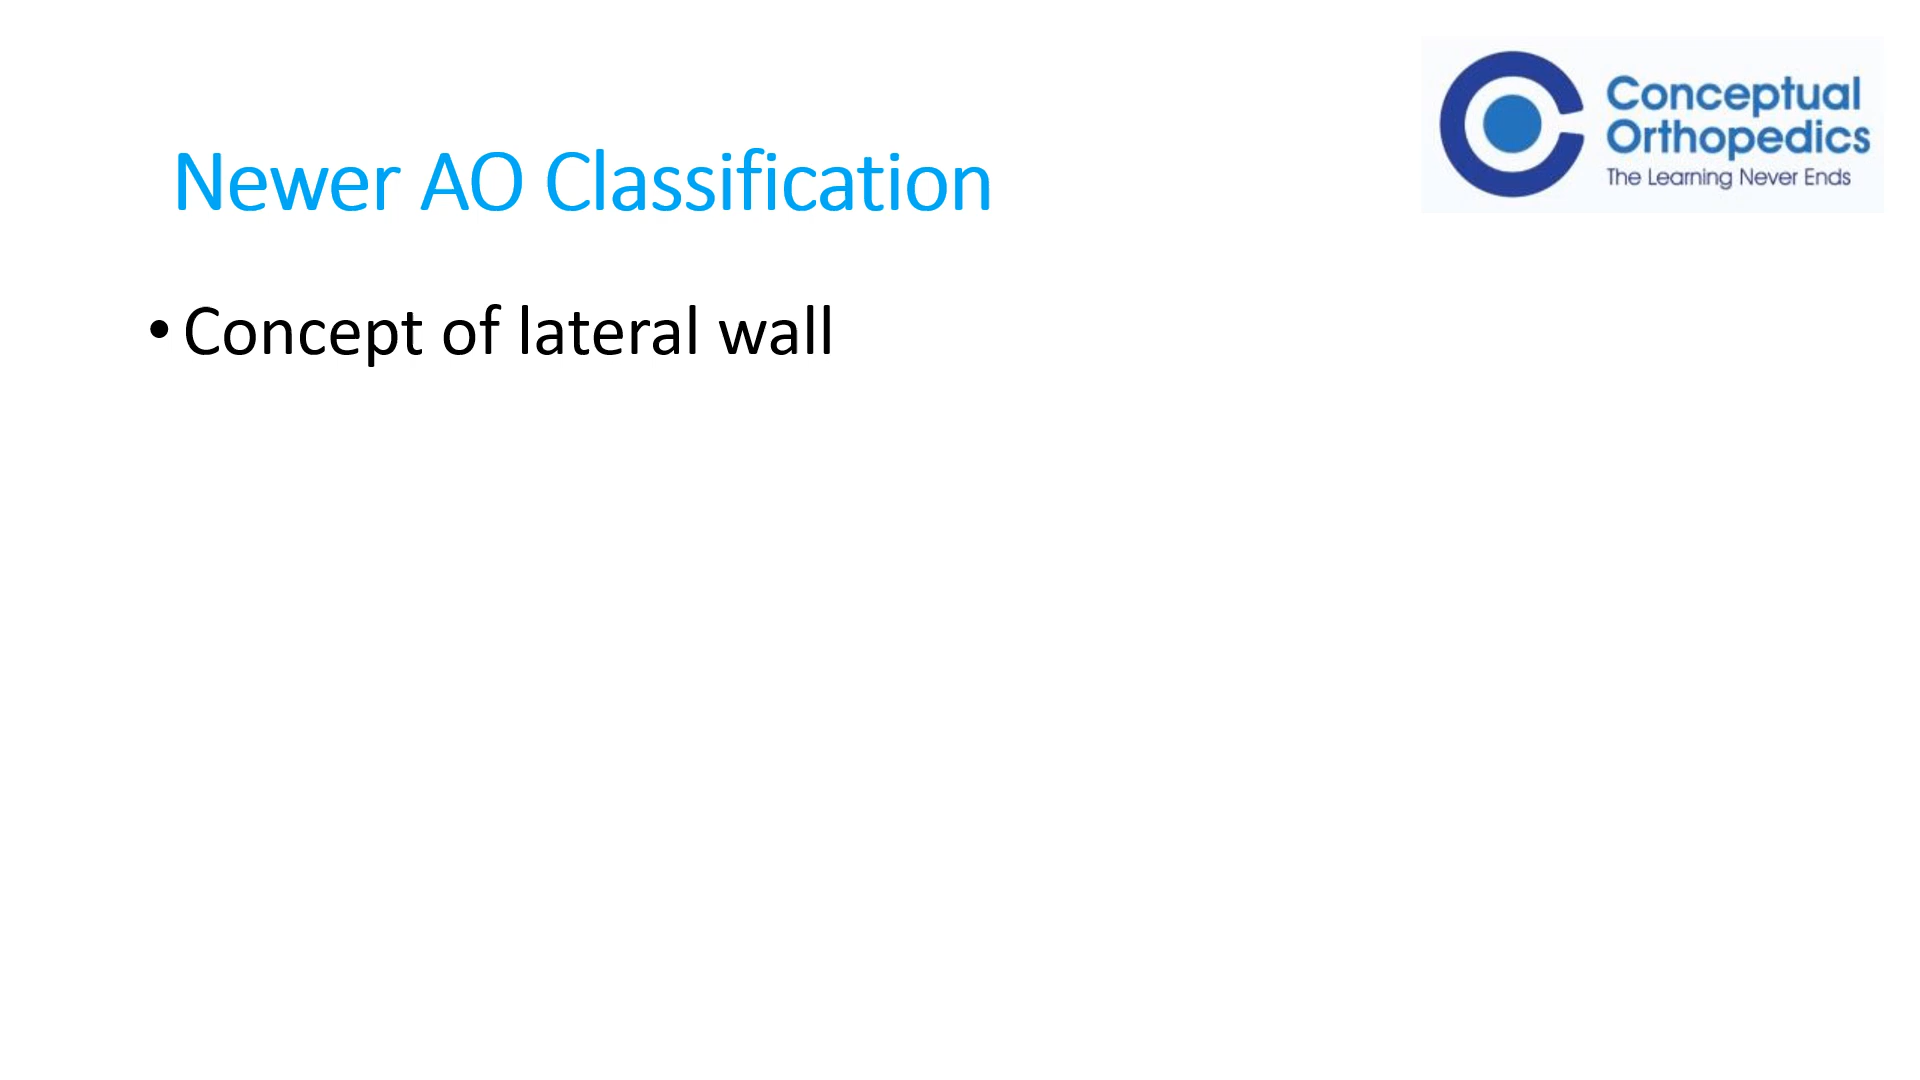 Conceptual
Orthopedics
The Learning Never Ends
Newer AO Classification
• Concept of lateral wall